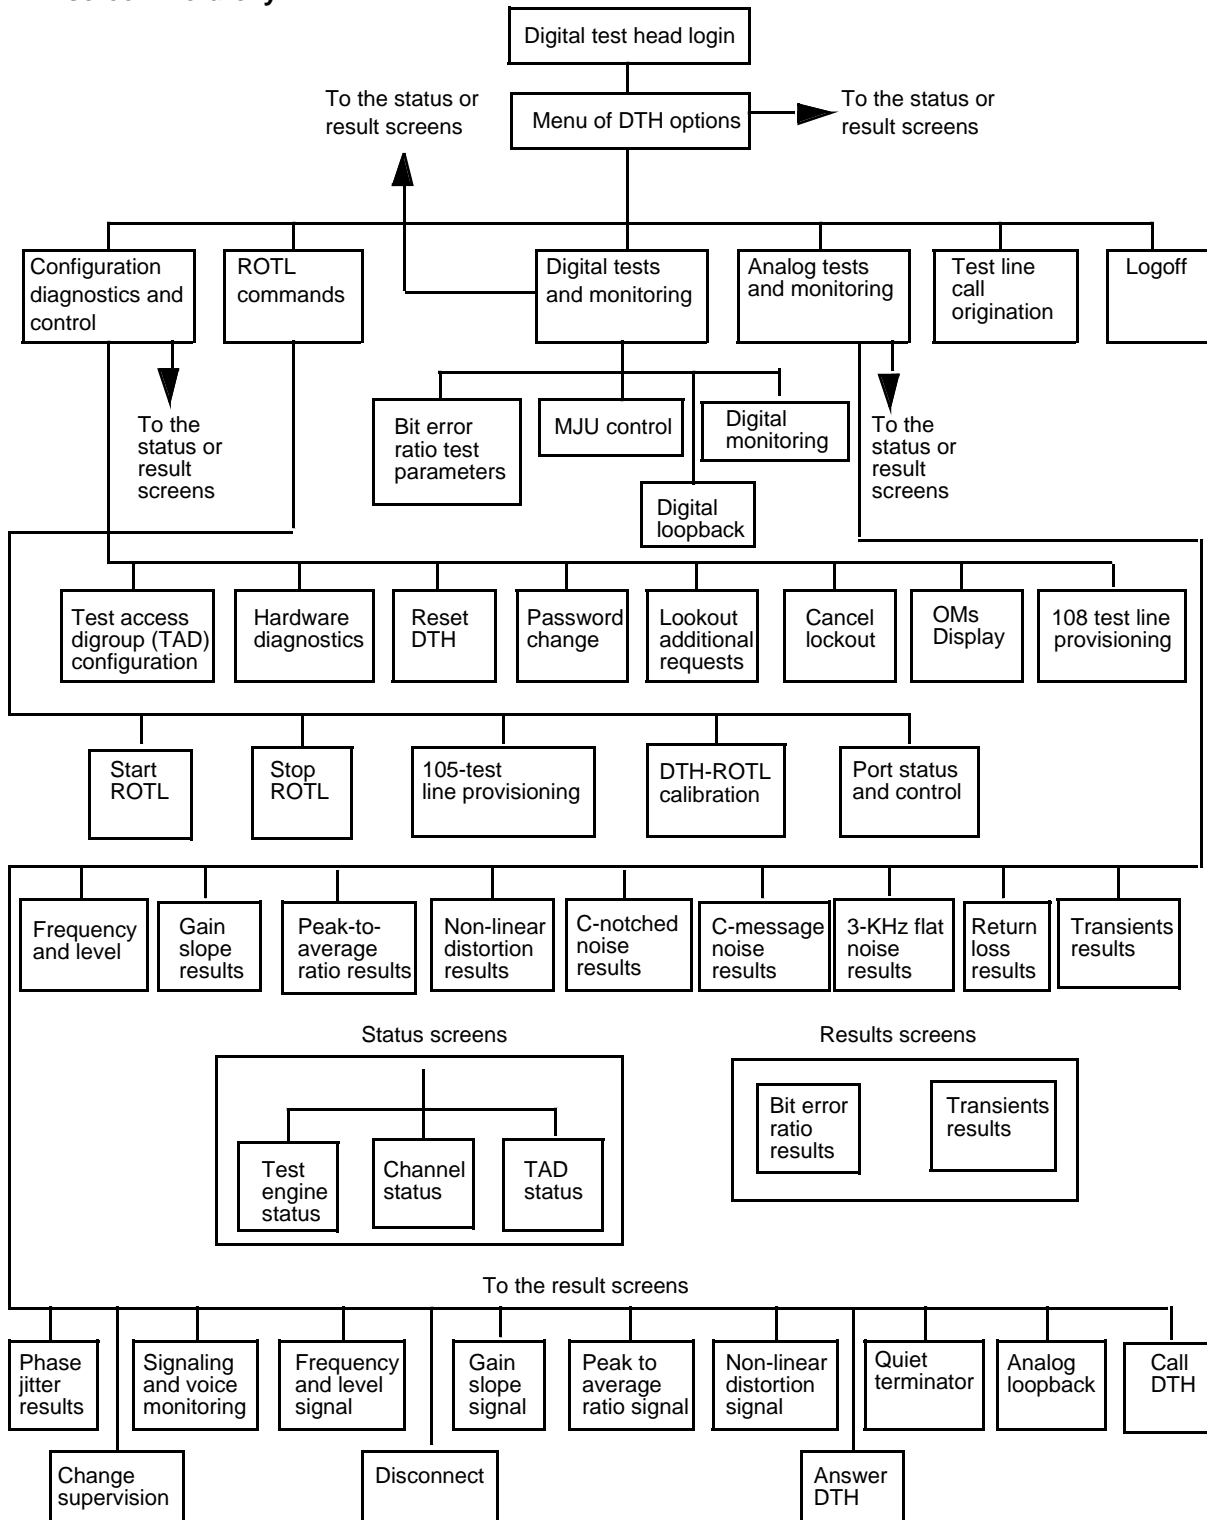 Digital test head login
To the status or
result screens
Menu of DTH options
To the status or
result screens
Configuration
diagnostics and
control
ROTL
commands
Digital tests
and monitoring
Analog tests
and monitoring
Test line
call
origination
Logoff
To the
status or
result
screens
Bit error
ratio test
parameters
MJU control
Digital
monitoring
To the
status or
result
screens
Digital
loopback
Test access
digroup (TAD)
configuration
Hardware
diagnostics
Reset
DTH
Password
change
Lookout
additional
requests
Cancel
lockout
OMs
Display
108 test line
provisioning
Start
ROTL
Stop
ROTL
105-test
line provisioning
DTH-ROTL
calibration
Port status
and control
Frequency
and level
Gain
slope
results
Peak-to-
average
ratio results
Non-linear
distortion
results
C-notched
noise
results
C-message
noise
results
3-KHz flat
noise
results
Return
loss
results
Transients
results
Status screens
Test
engine
status
Channel
status
TAD
status
Results screens
Bit error
ratio
results
Transients
results
To the result screens
Phase
jitter
results
Signaling
and voice
monitoring
Frequency
and level
signal
Gain
slope
signal
Peak to
average
ratio signal
Non-linear
distortion
signal
Quiet
terminator
Analog
loopback
Call
DTH
Change
supervision
Disconnect
Answer
DTH